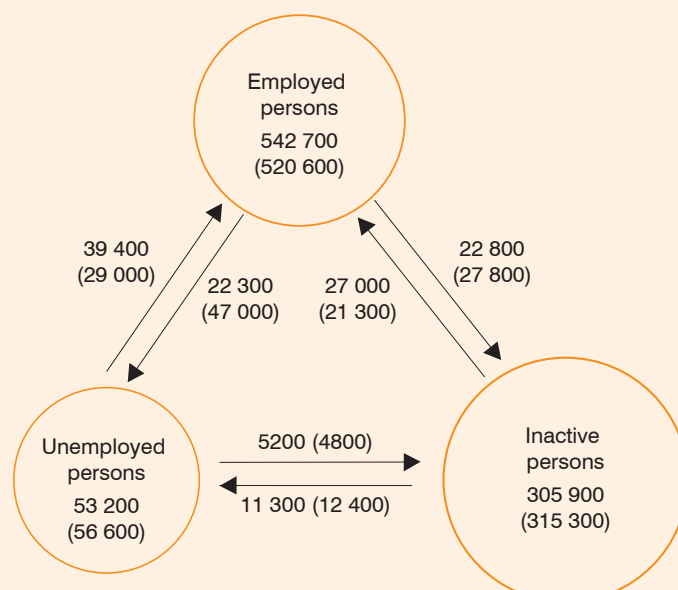 Employed
persons
542 700
(520 600)
39 400
(29 000)
22 300
(47 000)
27 000
(21 300)
22 800
(27 800)
Unemployed
persons
53 200
(56 600)
5200 (4800)
11 300 (12 400)
Inactive
persons
305 900
(315 300)